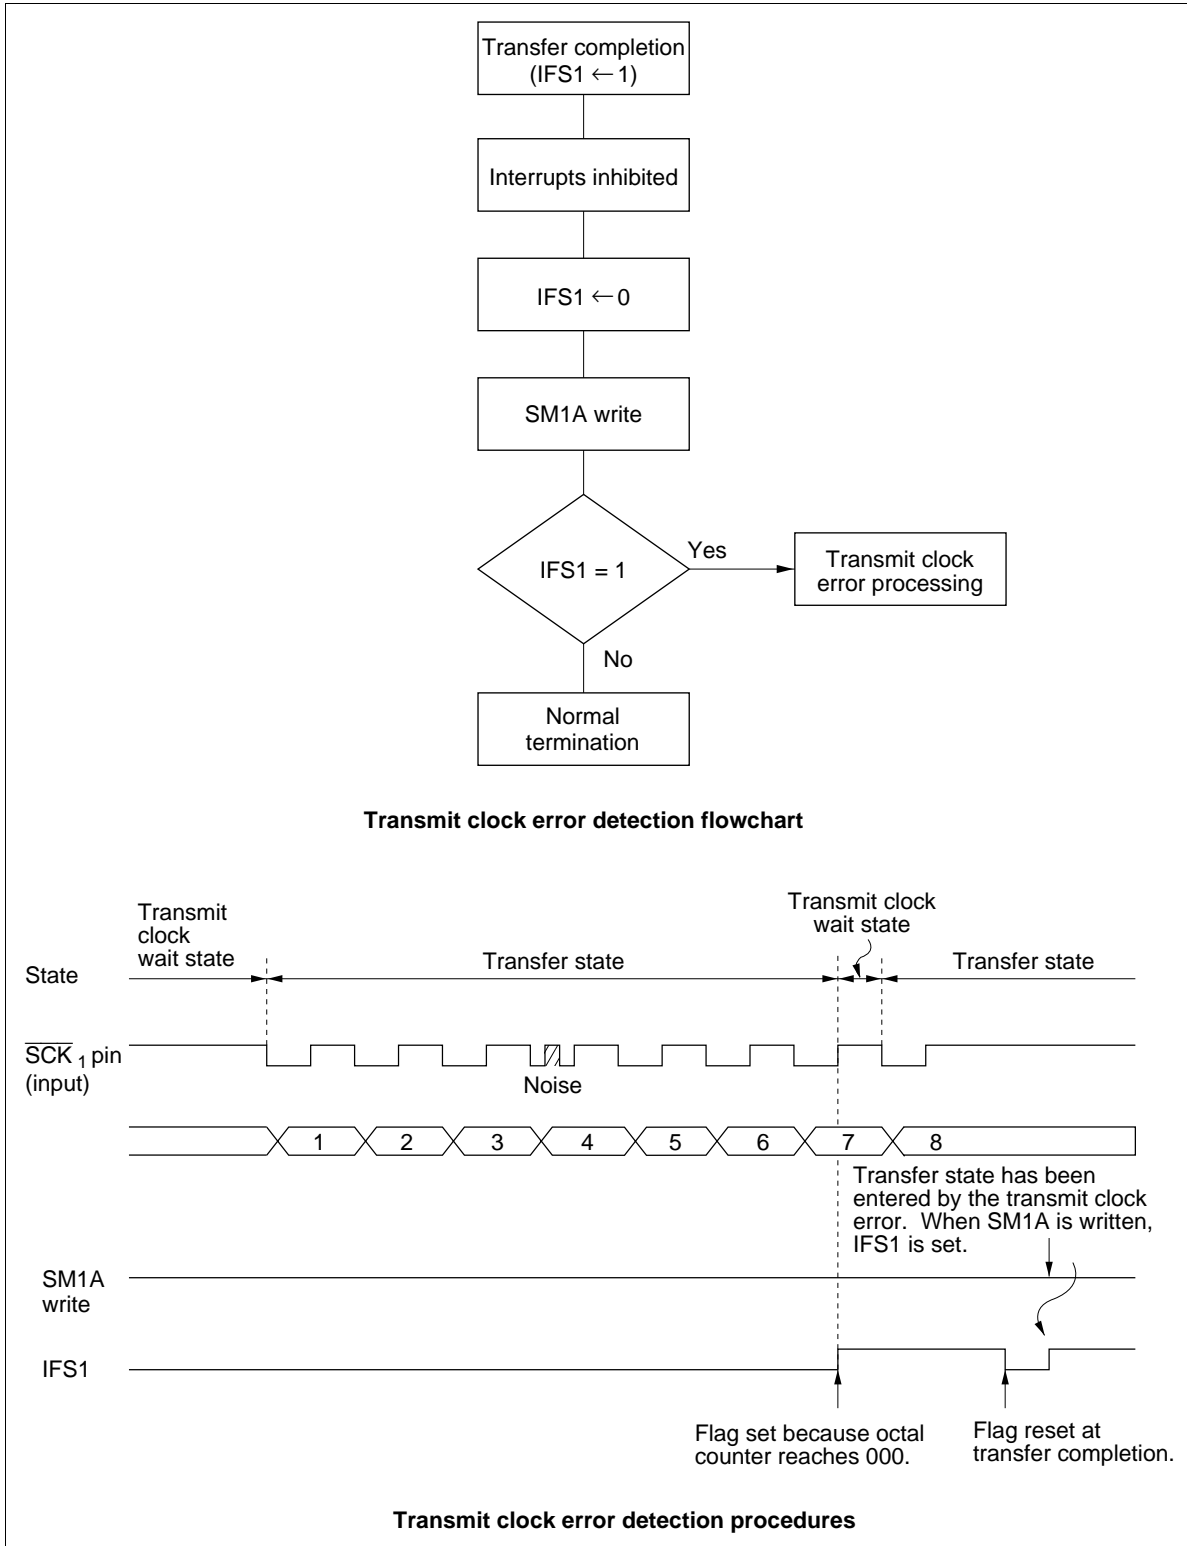 Transfer completion
(IFS1 ← 1)
Interrupts inhibited
IFS1 ← 0
SM1A write
IFS1 = 1
Yes
Transmit clock
error processing
No
Normal
termination
Transmit clock error detection flowchart
Transmit
clock
wait state
Transmit clock
wait state
State
Transfer state
Transfer state
SCK 1 pin
(input)
Noise
1 2 3 4 5 6 7 8
Transfer state has been
entered by the transmit clock
error. When SM1A is written,
IFS1 is set.
SM1A
write
IFS1
Flag set because octal
counter reaches 000.
Flag reset at
transfer completion.
Transmit clock error detection procedures